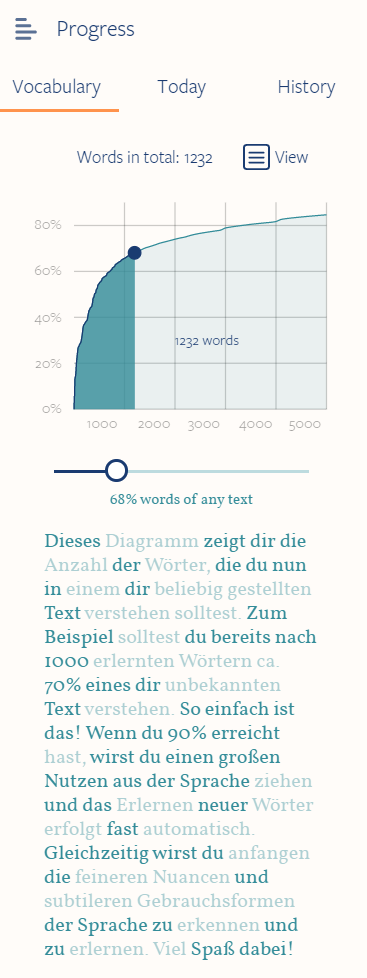 Progress
Vocabulary Today History
Words in total: 1232 View
80%
60%
40%
1232 words
20%
0%
1000 2000 3000 4000 5000
68% words of any text
Dieses Diagramm zeigt dir die
Anzahl der Wörter, die du nun
in einem dir beliebig gestellten
Text verstehen solltest. Zum
Beispiel solltest du bereits nach
1000 erlernten Wörtern ca.
70% eines dir unbekannten
Text verstehen. So einfach ist
das! Wenn du 90% erreicht
hast, wirst du einen großen
Nutzen aus der Sprache ziehen
und das Erlernen neuer Wörter
erfolgt fast automatisch.
Gleichzeitig wirst du anfangen
die feineren Nuancen und
subtileren Gebrauchsformen
der Sprache zu erkennen und
zu erlernen. Viel Spaß dabei!